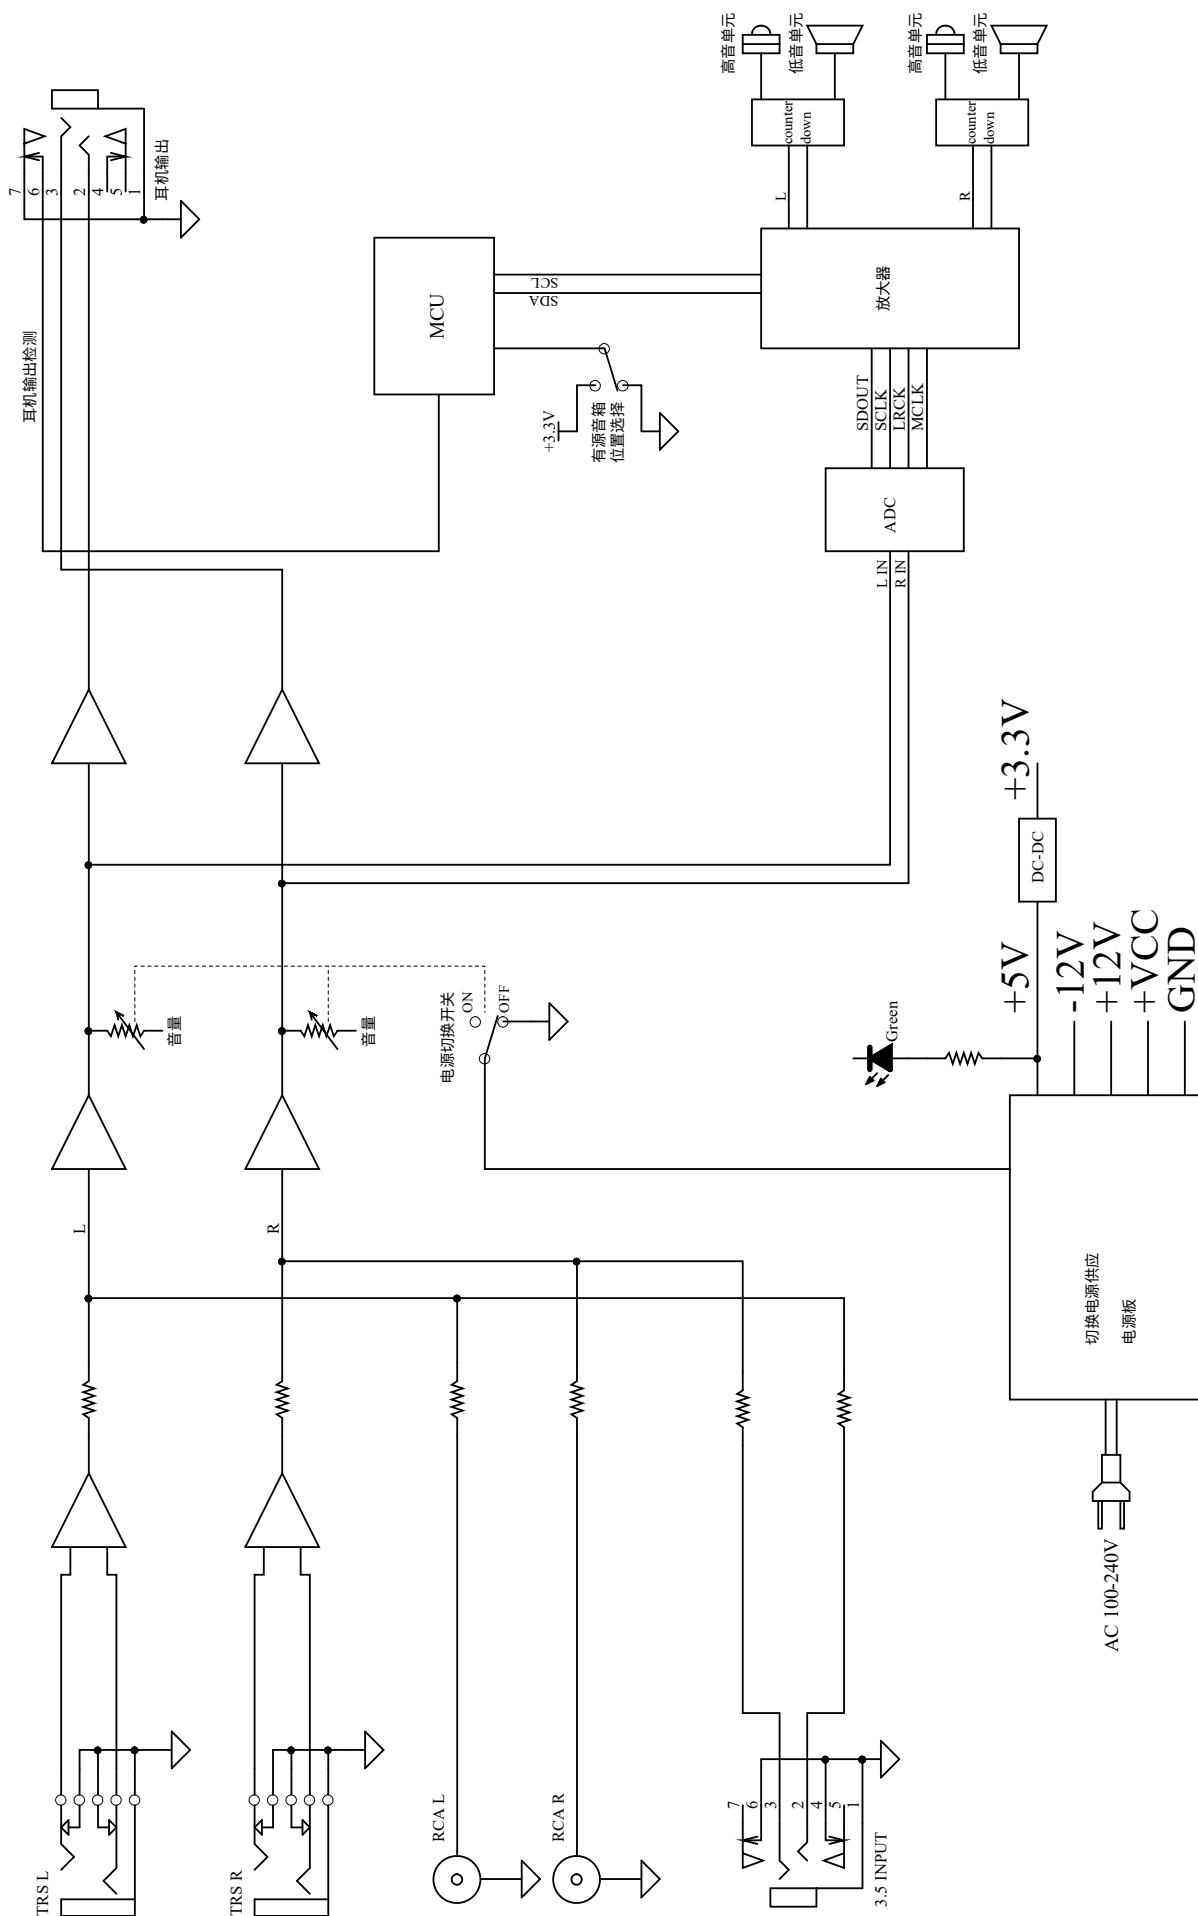 TRS L
TRS R
RCA L
RCA R
3.5 INPUT
7
6
3
2
4
5
1
L
R
音量
音量
电源切换开关
ON
OFF
Green
AC 100-240V
切换电源供应
电源板
+5V
-12V
+12V
+VCC
GND
DC-DC
+3.3V
L IN
R IN
ADC
SDOUT
SCLK
LRCK
MCLK
放大器
MCU
SCL
SDA
+3.3V
有源音箱
位置选择
耳机输出检测
7
6
3
2
4
5
1
耳机输出
L
R
counter
down
counter
down
高音单元
低音单元
高音单元
低音单元